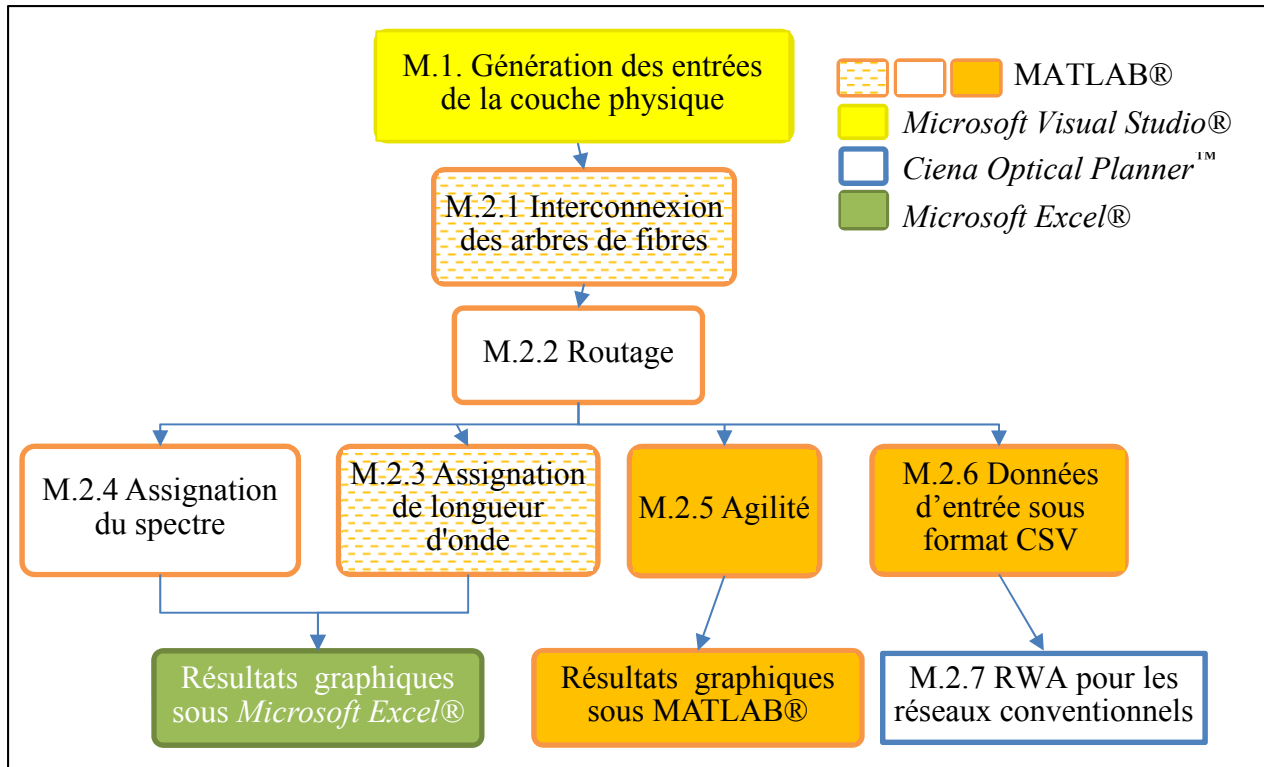 M.1. Génération des entrées
de la couche physique
MATLAB®
Microsoft Visual Studio®
Ciena Optical Planner™
Microsoft Excel®
M.2.1 Interconnexion
des arbres de fibres
M.2.2 Routage
M.2.4 Assignation
du spectre
M.2.3 Assignation
de longueur
d'onde
M.2.5 Agilité
M.2.6 Données
d’entrée sous
format CSV
Résultats graphiques
sous Microsoft Excel®
Résultats graphiques
sous MATLAB®
M.2.7 RWA pour les
réseaux conventionnels